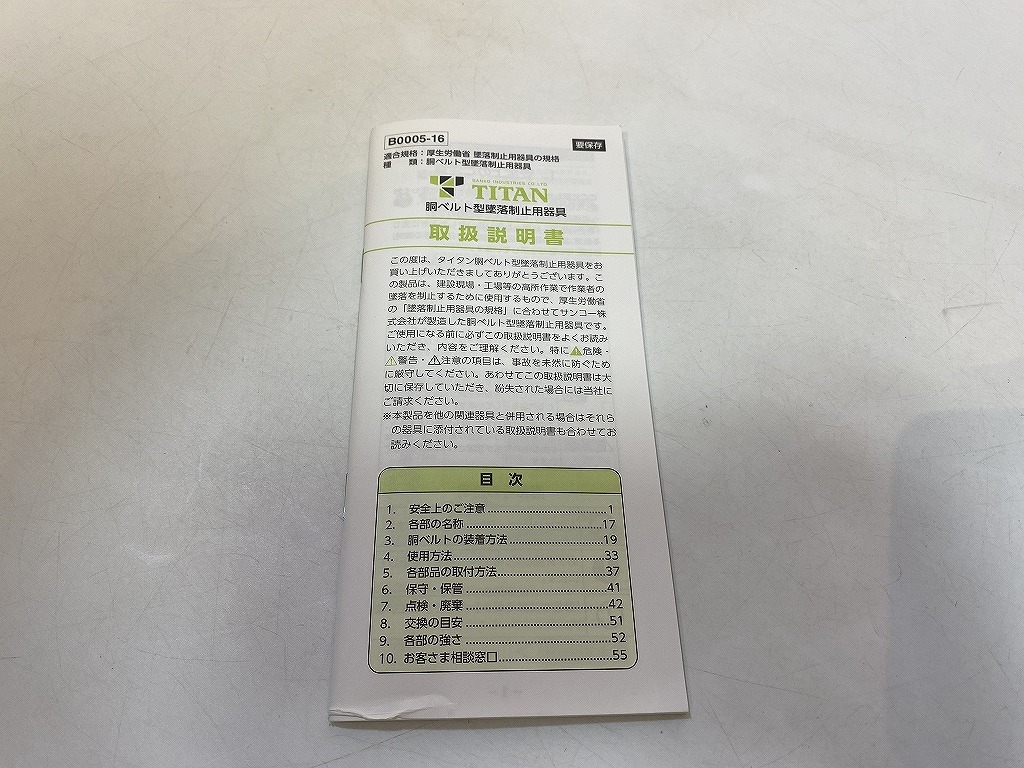 B0005-16
要保存
適合規格：厚生労働省 墜落制止用器具の規格
種　　類：胴ベルト型墜落制止用器具
SANKO INDUSTRIES CO.,LTD.
TITAN
胴ベルト型墜落制止用器具
取扱説明書
この度は、タイタン胴ベルト型墜落制止用器具をお
買い上げいただきましてありがとうございます。こ
の製品は、建設現場・工場等の高所作業で作業者の
墜落を制止するために使用するもので、厚生労働省
の「墜落制止用器具の規格」に合わせてサンコー株
式会社が製造した胴ベルト型墜落制止用器具です。
ご使用になる前に必ずこの取扱説明書をよくお読み
いただき、内容をご理解ください。特に⚠危険・
⚠警告・⚠注意の項目は、事故を未然に防ぐため
に厳守してください。あわせてこの取扱説明書は大
切に保存していただき、紛失された場合には当社に
ご請求ください。
※本製品を他の関連器具と併用される場合はそれら
の器具に添付されている取扱説明書も合わせてお
読みください。
目 次
1. 安全上のご注意……………………………1
2. 各部の名称…………………………………17
3. 胴ベルトの装着方法………………………19
4. 使用方法……………………………………33
5. 各部品の取付方法…………………………37
6. 保守・保管…………………………………41
7. 点検・廃棄…………………………………42
8. 交換の目安…………………………………51
9. 各部の強さ…………………………………52
10. お客さま相談窓口…………………………55